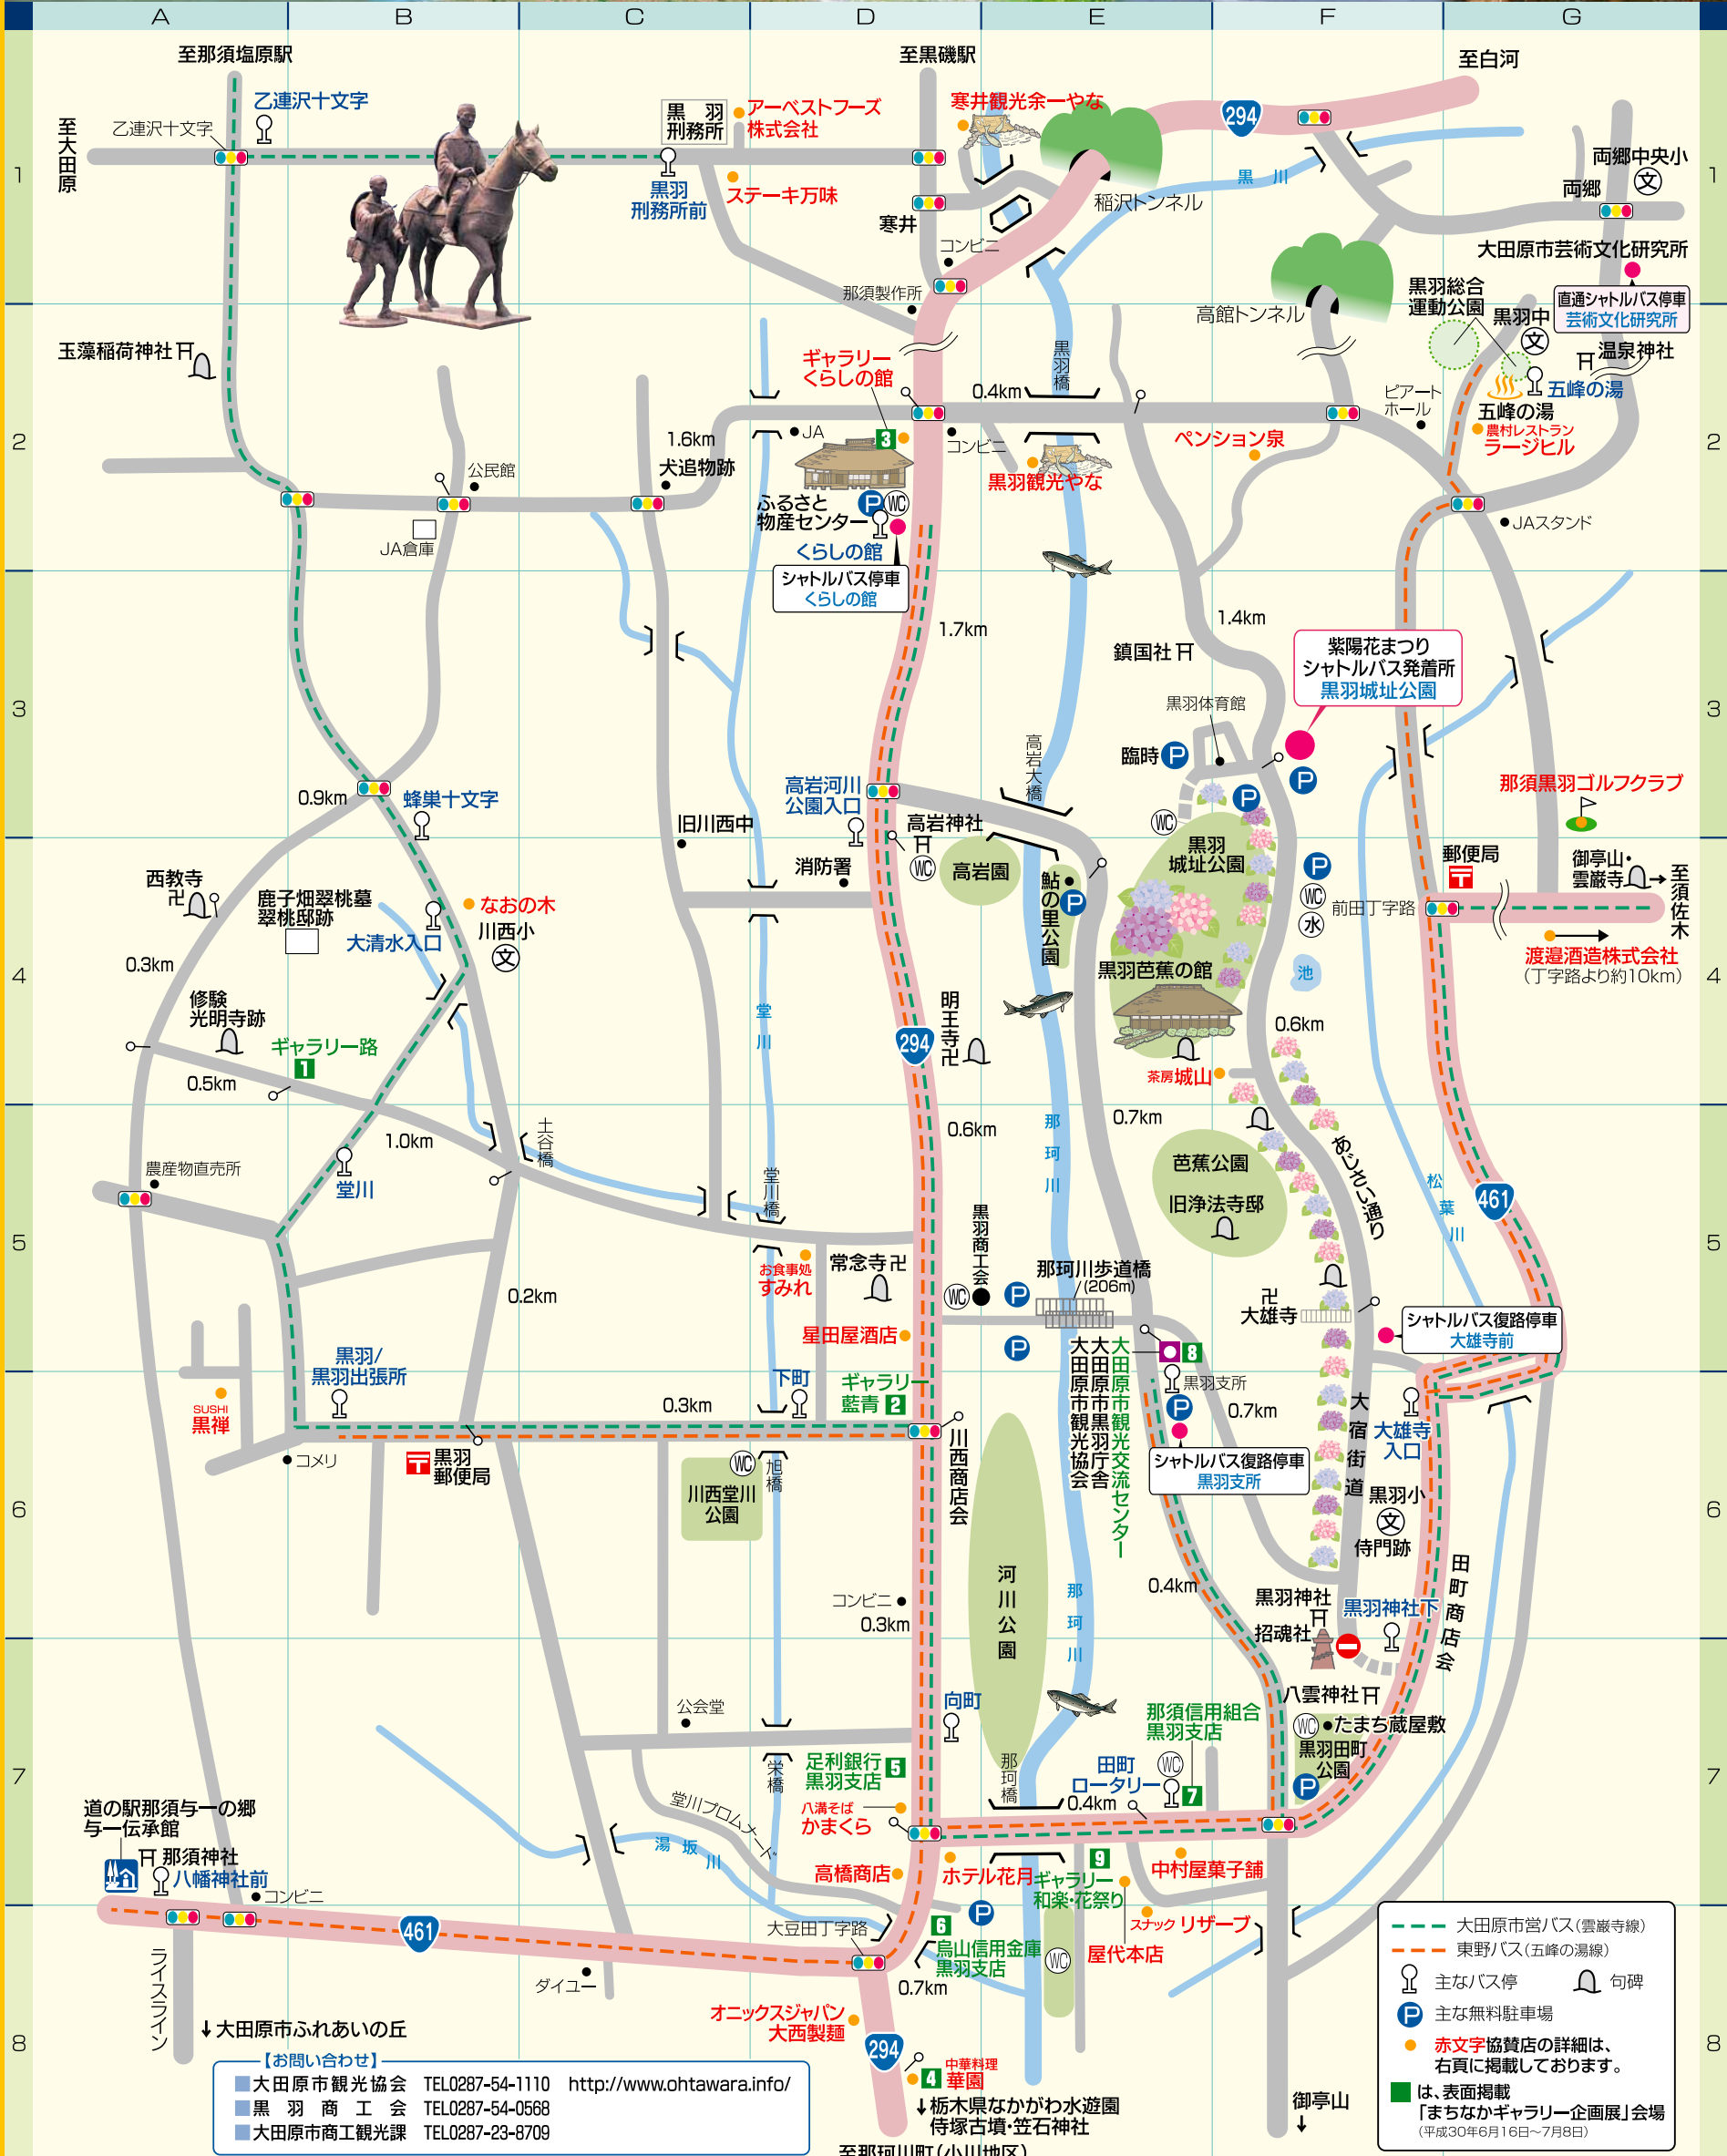 A B C D E F G
至那須塩原駅
至黒磯駅
至白河
乙連沢十文字
乙連沢十文字
至大田原
黒羽
刑務所
アーベストフーズ
株式会社
寒井観光余一やな
294
黒羽
刑務所前
ステーキ万味
寒井
コンビニ
那須製作所
稲沢トンネル
黒川
両郷中央小
文
両郷
大田原市芸術文化研究所
直通シャトルバス停車
芸術文化研究所
1
1
玉藻稲荷神社
ギャラリー
くらしの館
3
0.4km
黒羽橋
高館トンネル
黒羽総合
運動公園
黒羽中
文
温泉神社
五峰の湯
五峰の湯
農村レストラン
ラージヒル
ピアート
ホール
ペンション泉
JA
コンビニ
黒羽観光やな
1.6km
犬追物跡
公民館
JA倉庫
ふるさと
物産センター
P
WC
くらしの館
シャトルバス停車
くらしの館
JAスタンド
2
2
1.7km
1.4km
鎮国社
紫陽花まつり
シャトルバス発着所
黒羽城址公園
黒羽体育館
臨時
P
P
P
WC
高岩大橋
3
3
0.9km
蜂巣十文字
高岩河川
公園入口
高岩神社
WC
高岩園
旧川西中
消防署
那須黒羽ゴルフクラブ
西教寺
鹿子畑翠桃墓
翠桃邸跡
なおの木
川西小
文
大清水入口
鮎の里公園
P
黒羽
城址公園
P
WC
水
前田丁字路
郵便局
御亭山・
雲巌寺
至須佐木
渡邉酒造株式会社
(丁字路より約10km)
黒羽芭蕉の館
池
0.3km
修験
光明寺跡
ギャラリー路
1
0.5km
堂川
明王寺
294
茶房城山
0.6km
4
4
1.0km
土谷橋
堂川
農産物直売所
堂川橋
0.6km
那珂川
0.7km
芭蕉公園
旧浄法寺邸
あじさい通り
松葉川
461
0.2km
お食事処
すみれ
常念寺
黒羽商工会
WC
P
P
那珂川歩道橋
(206m)
大雄寺
シャトルバス復路停車
大雄寺前
星田屋酒店
5
5
黒羽/
黒羽出張所
下町
ギャラリー
藍青
2
SUSHI
黒禅
0.3km
コメリ
黒羽
郵便局
WC
川西堂川
公園
旭橋
川西商店会
大田原市観光交流センター
大田原市黒羽庁舎
大田原市観光協会
8
黒羽支所
P
0.7km
シャトルバス復路停車
黒羽支所
大宿街道
大雄寺
入口
黒羽小
文
侍門跡
河川公園
那珂川
0.4km
コンビニ
0.3km
黒羽神社
黒羽神社下
招魂社
田町商店会
6
6
公会堂
向町
那珂橋
那須信用組合
黒羽支店
田町
ロータリー
WC
7
0.4km
八雲神社
WC
たまち蔵屋敷
黒羽田町
公園
P
足利銀行
黒羽支店
5
栄橋
八溝そば
かまくら
堂川プロムナード
湯坂川
高橋商店
ホテル花月
9
ギャラリー
和楽・花祭り
中村屋菓子舗
道の駅那須与一の郷
与一伝承館
那須神社
八幡神社前
コンビニ
7
7
461
大豆田丁字路
6
P
烏山信用金庫
黒羽支店
WC
スナック リザーブ
屋代本店
ダイユー
ライスライン
↓大田原市ふれあいの丘
0.7km
オニックスジャパン
大西製麺
294
4
中華料理
華園
↓栃木県なかがわ水遊園
侍塚古墳・笠石神社
至那珂川町(小川地区)
御亭山
↓
8
8
【お問い合わせ】
大田原市観光協会 TEL0287-54-1110 http://www.ohtawara.info/
黒羽商工会 TEL0287-54-0568
大田原市商工観光課 TEL0287-23-8709
大田原市営バス(雲巌寺線)
東野バス(五峰の湯線)
主なバス停
句碑
P 主な無料駐車場
赤文字協賛店の詳細は、
右頁に掲載しております。
は、表面掲載
「まちなかギャラリー企画展」会場
(平成30年6月16日〜7月8日)